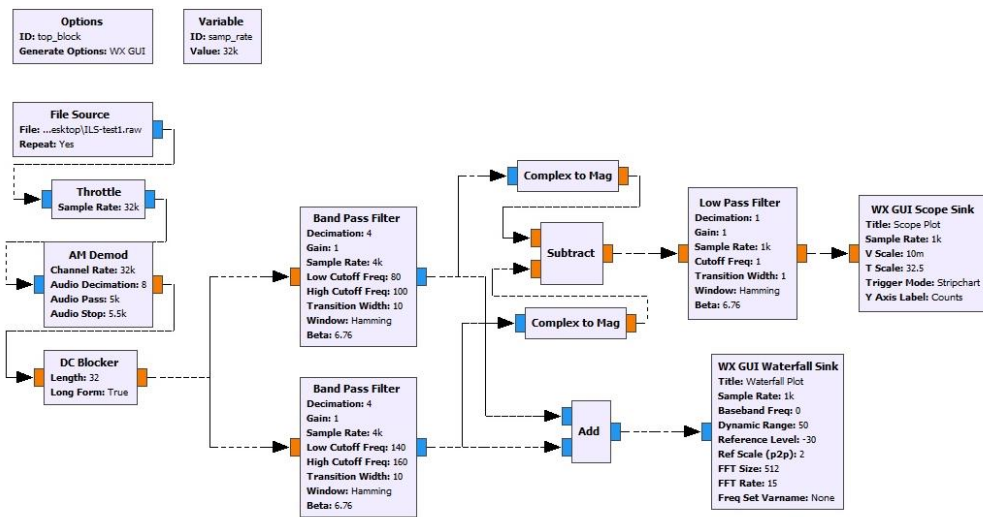 Options
ID: top_block
Generate Options: WX GUI
Variable
ID: samp_rate
Value: 32k
File Source
File: ...esktop\ILS-test1.raw
Repeat: Yes
Throttle
Sample Rate: 32k
AM Demod
Channel Rate: 32k
Audio Decimation: 8
Audio Pass: 5k
Audio Stop: 5.5k
DC Blocker
Length: 32
Long Form: True
Band Pass Filter
Decimation: 4
Gain: 1
Sample Rate: 4k
Low Cutoff Freq: 80
High Cutoff Freq: 100
Transition Width: 10
Window: Hamming
Beta: 6.76
Band Pass Filter
Decimation: 4
Gain: 1
Sample Rate: 4k
Low Cutoff Freq: 140
High Cutoff Freq: 160
Transition Width: 10
Window: Hamming
Beta: 6.76
Complex to Mag
Subtract
Complex to Mag
Add
Low Pass Filter
Decimation: 1
Gain: 1
Sample Rate: 1k
Cutoff Freq: 1
Transition Width: 1
Window: Hamming
Beta: 6.76
WX GUI Scope Sink
Title: Scope Plot
Sample Rate: 1k
V Scale: 10m
T Scale: 32.5
Trigger Mode: Stripchart
Y Axis Label: Counts
WX GUI Waterfall Sink
Title: Waterfall Plot
Sample Rate: 1k
Baseband Freq: 0
Dynamic Range: 50
Reference Level: -30
Ref Scale (p2p): 2
FFT Size: 512
FFT Rate: 15
Freq Set Varname: None